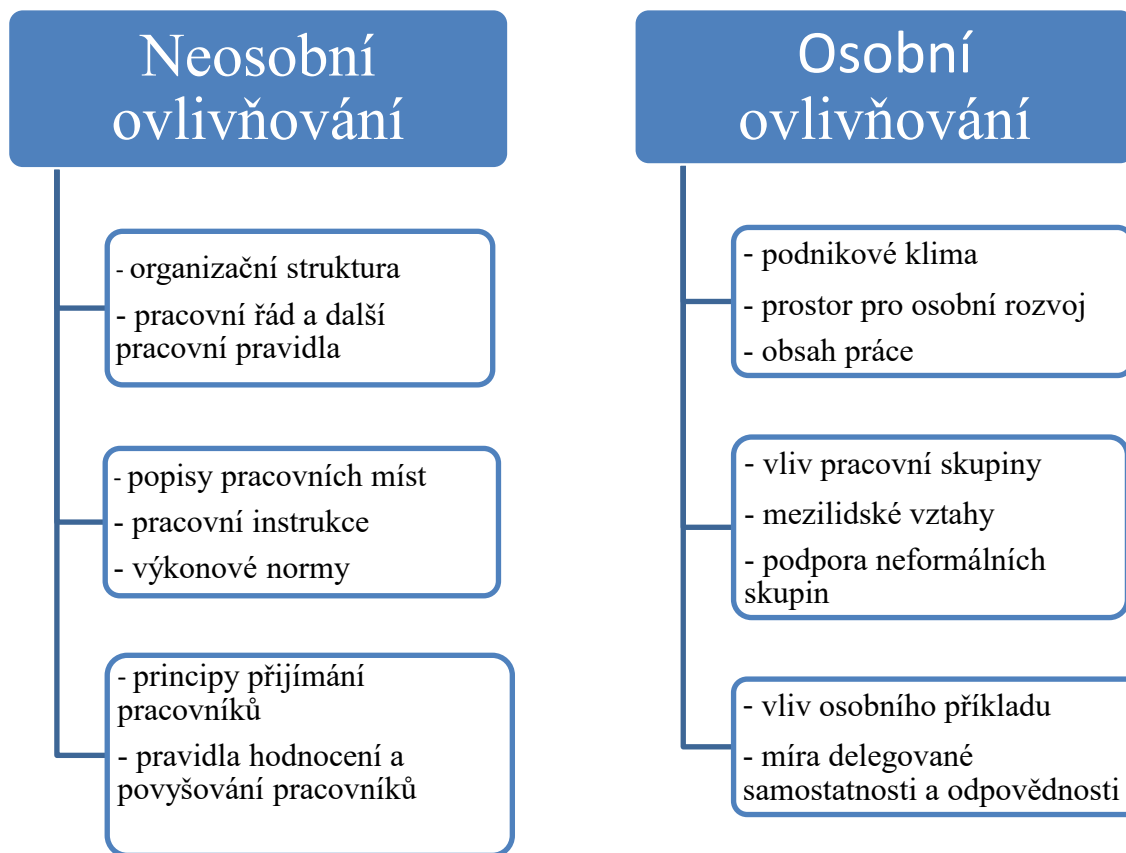 Neosobní
ovlivňování
- organizační struktura
- pracovní řád a další
pracovní pravidla
- popisy pracovních míst
- pracovní instrukce
- výkonové normy
- principy přijímání
pracovníků
- pravidla hodnocení a
povyšování pracovníků
Osobní
ovlivňování
- podnikové klima
- prostor pro osobní rozvoj
- obsah práce
- vliv pracovní skupiny
- mezilidské vztahy
- podpora neformálních
skupin
- vliv osobního příkladu
- míra delegované
samostatnosti a odpovědnosti